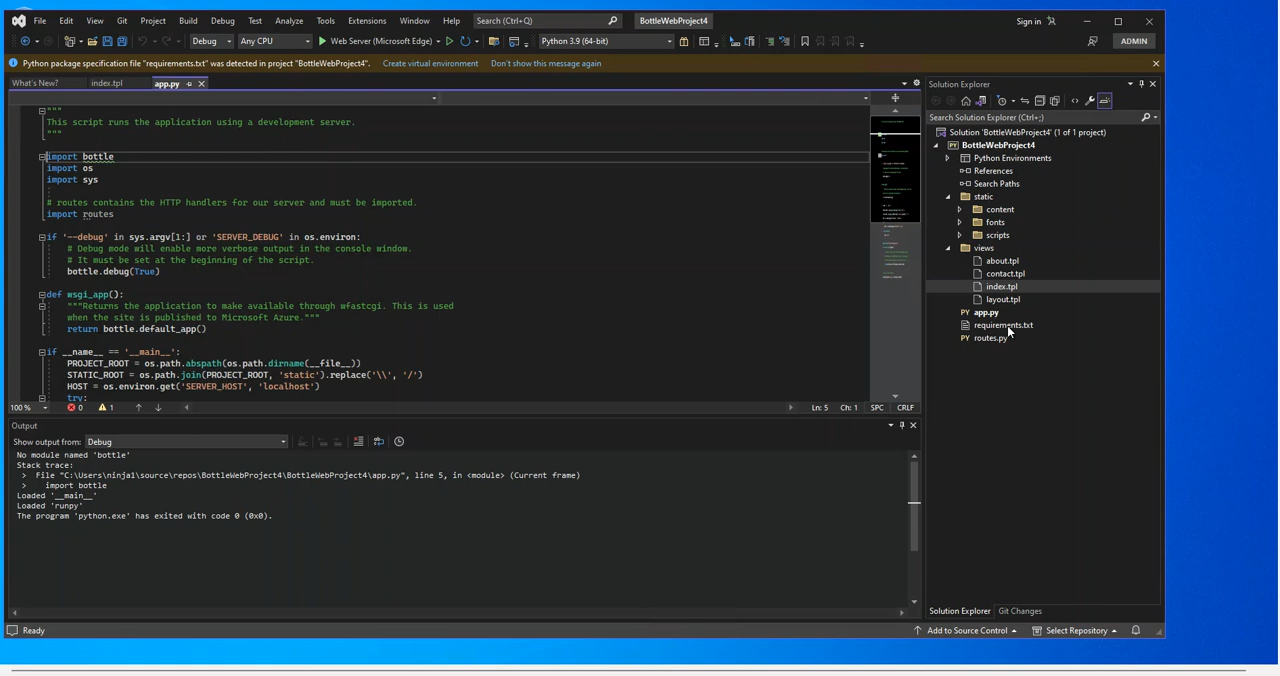 File Edit View Git Project Build Debug Test Analyze Tools Extensions Window Help Search (Ctrl+Q) BottleWebProject4 Sign in
Debug Any CPU Web Server (Microsoft Edge) Python 3.9 (64-bit) ADMIN
Python package specification file "requirements.txt" was detected in project "BottleWebProject4". Create virtual environment Don't show this message again
What's New? index.tpl app.py
"""
This script runs the application using a development server.
"""
import bottle
import os
import sys
# routes contains the HTTP handlers for our server and must be imported.
import routes
if '--debug' in sys.argv[1:] or 'SERVER_DEBUG' in os.environ:
# Debug mode will enable more verbose output in the console window.
# It must be set at the beginning of the script.
bottle.debug(True)
def wsgi_app():
"""Returns the application to make available through wfastcgi. This is used
when the site is published to Microsoft Azure."""
return bottle.default_app()
if __name__ == '__main__':
PROJECT_ROOT = os.path.abspath(os.path.dirname(__file__))
STATIC_ROOT = os.path.join(PROJECT_ROOT, 'static').replace('\\', '/')
HOST = os.environ.get('SERVER_HOST', 'localhost')
try:
100 % 0 1 Ln: 5 Ch: 1 SPC CRLF
Output
Show output from: Debug
No module named 'bottle'
Stack trace:
> File "C:\Users\ninja1\source\repos\BottleWebProject4\BottleWebProject4\app.py", line 5, in <module> (Current frame)
> import bottle
Loaded '__main__'
Loaded 'runpy'
The program 'python.exe' has exited with code 0 (0x0).
Solution Explorer
Search Solution Explorer (Ctrl+;)
Solution 'BottleWebProject4' (1 of 1 project)
PY BottleWebProject4
Python Environments
References
Search Paths
static
content
fonts
scripts
views
about.tpl
contact.tpl
index.tpl
layout.tpl
PY app.py
requirements.txt
PY routes.py
Solution Explorer Git Changes
Ready Add to Source Control Select Repository